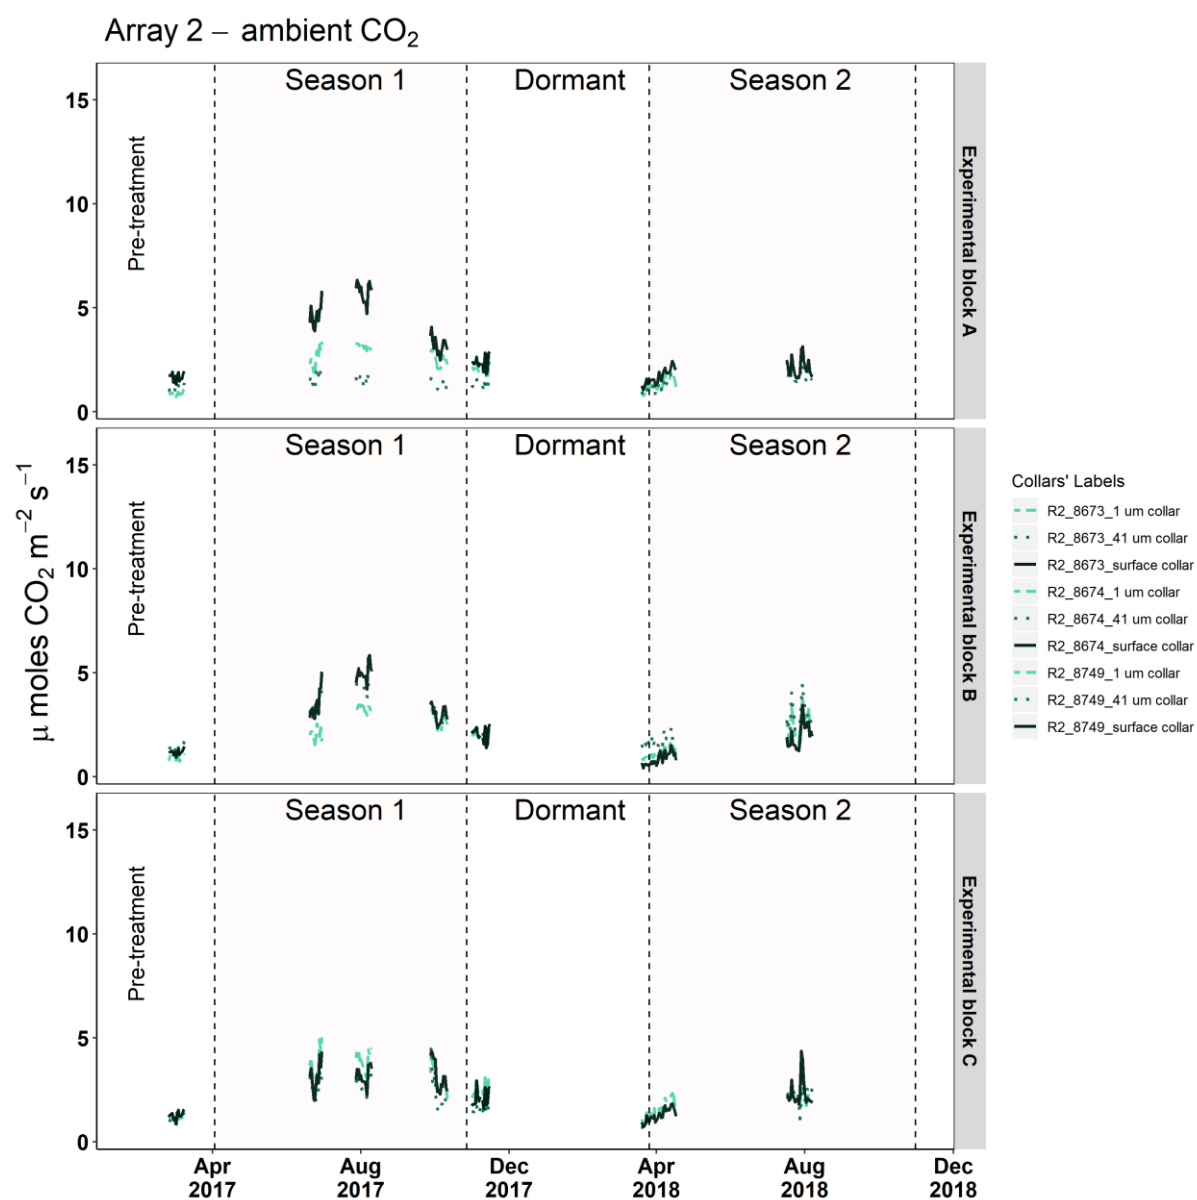 Array 2 – ambient CO₂
Season 1 Dormant Season 2
15
10
5
0
Pre-treatment
Experimental block A
Season 1 Dormant Season 2
15
10
5
0
Pre-treatment
Experimental block B
Season 1 Dormant Season 2
15
10
5
0
Pre-treatment
Experimental block C
μ moles CO₂ m⁻² s⁻¹
Apr Aug Dec Apr Aug Dec
2017 2017 2017 2018 2018 2018
Collars' Labels
R2_8673_1 um collar
R2_8673_41 um collar
R2_8673_surface collar
R2_8674_1 um collar
R2_8674_41 um collar
R2_8674_surface collar
R2_8749_1 um collar
R2_8749_41 um collar
R2_8749_surface collar